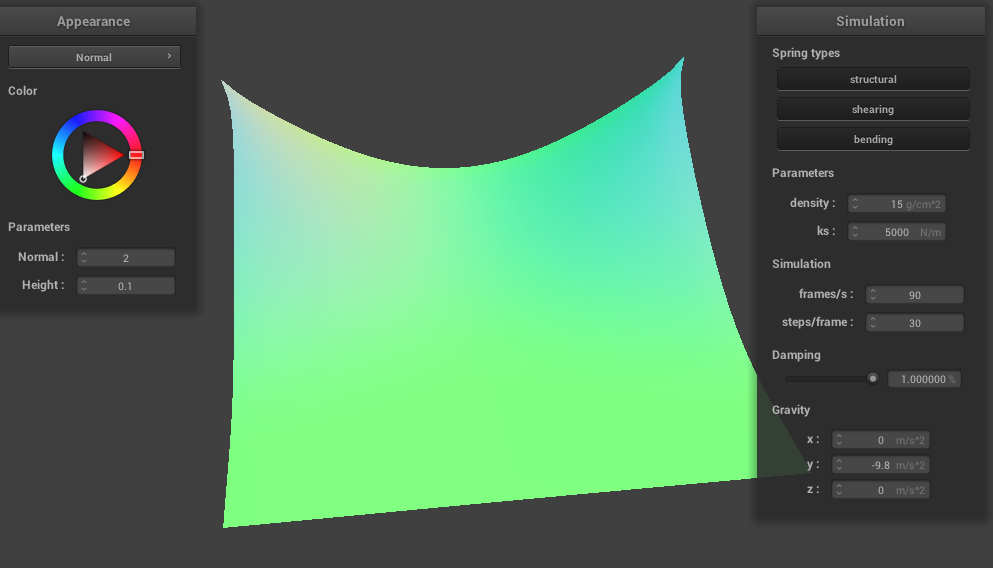 Appearance
Normal
Color
Parameters
Normal : 2
Height : 0.1
Simulation
Spring types
structural
shearing
bending
Parameters
density : 15 g/cm^2
ks : 5000 N/m
Simulation
frames/s : 90
steps/frame : 30
Damping
1.000000 %
Gravity
x : 0 m/s^2
y : -9.8 m/s^2
z : 0 m/s^2